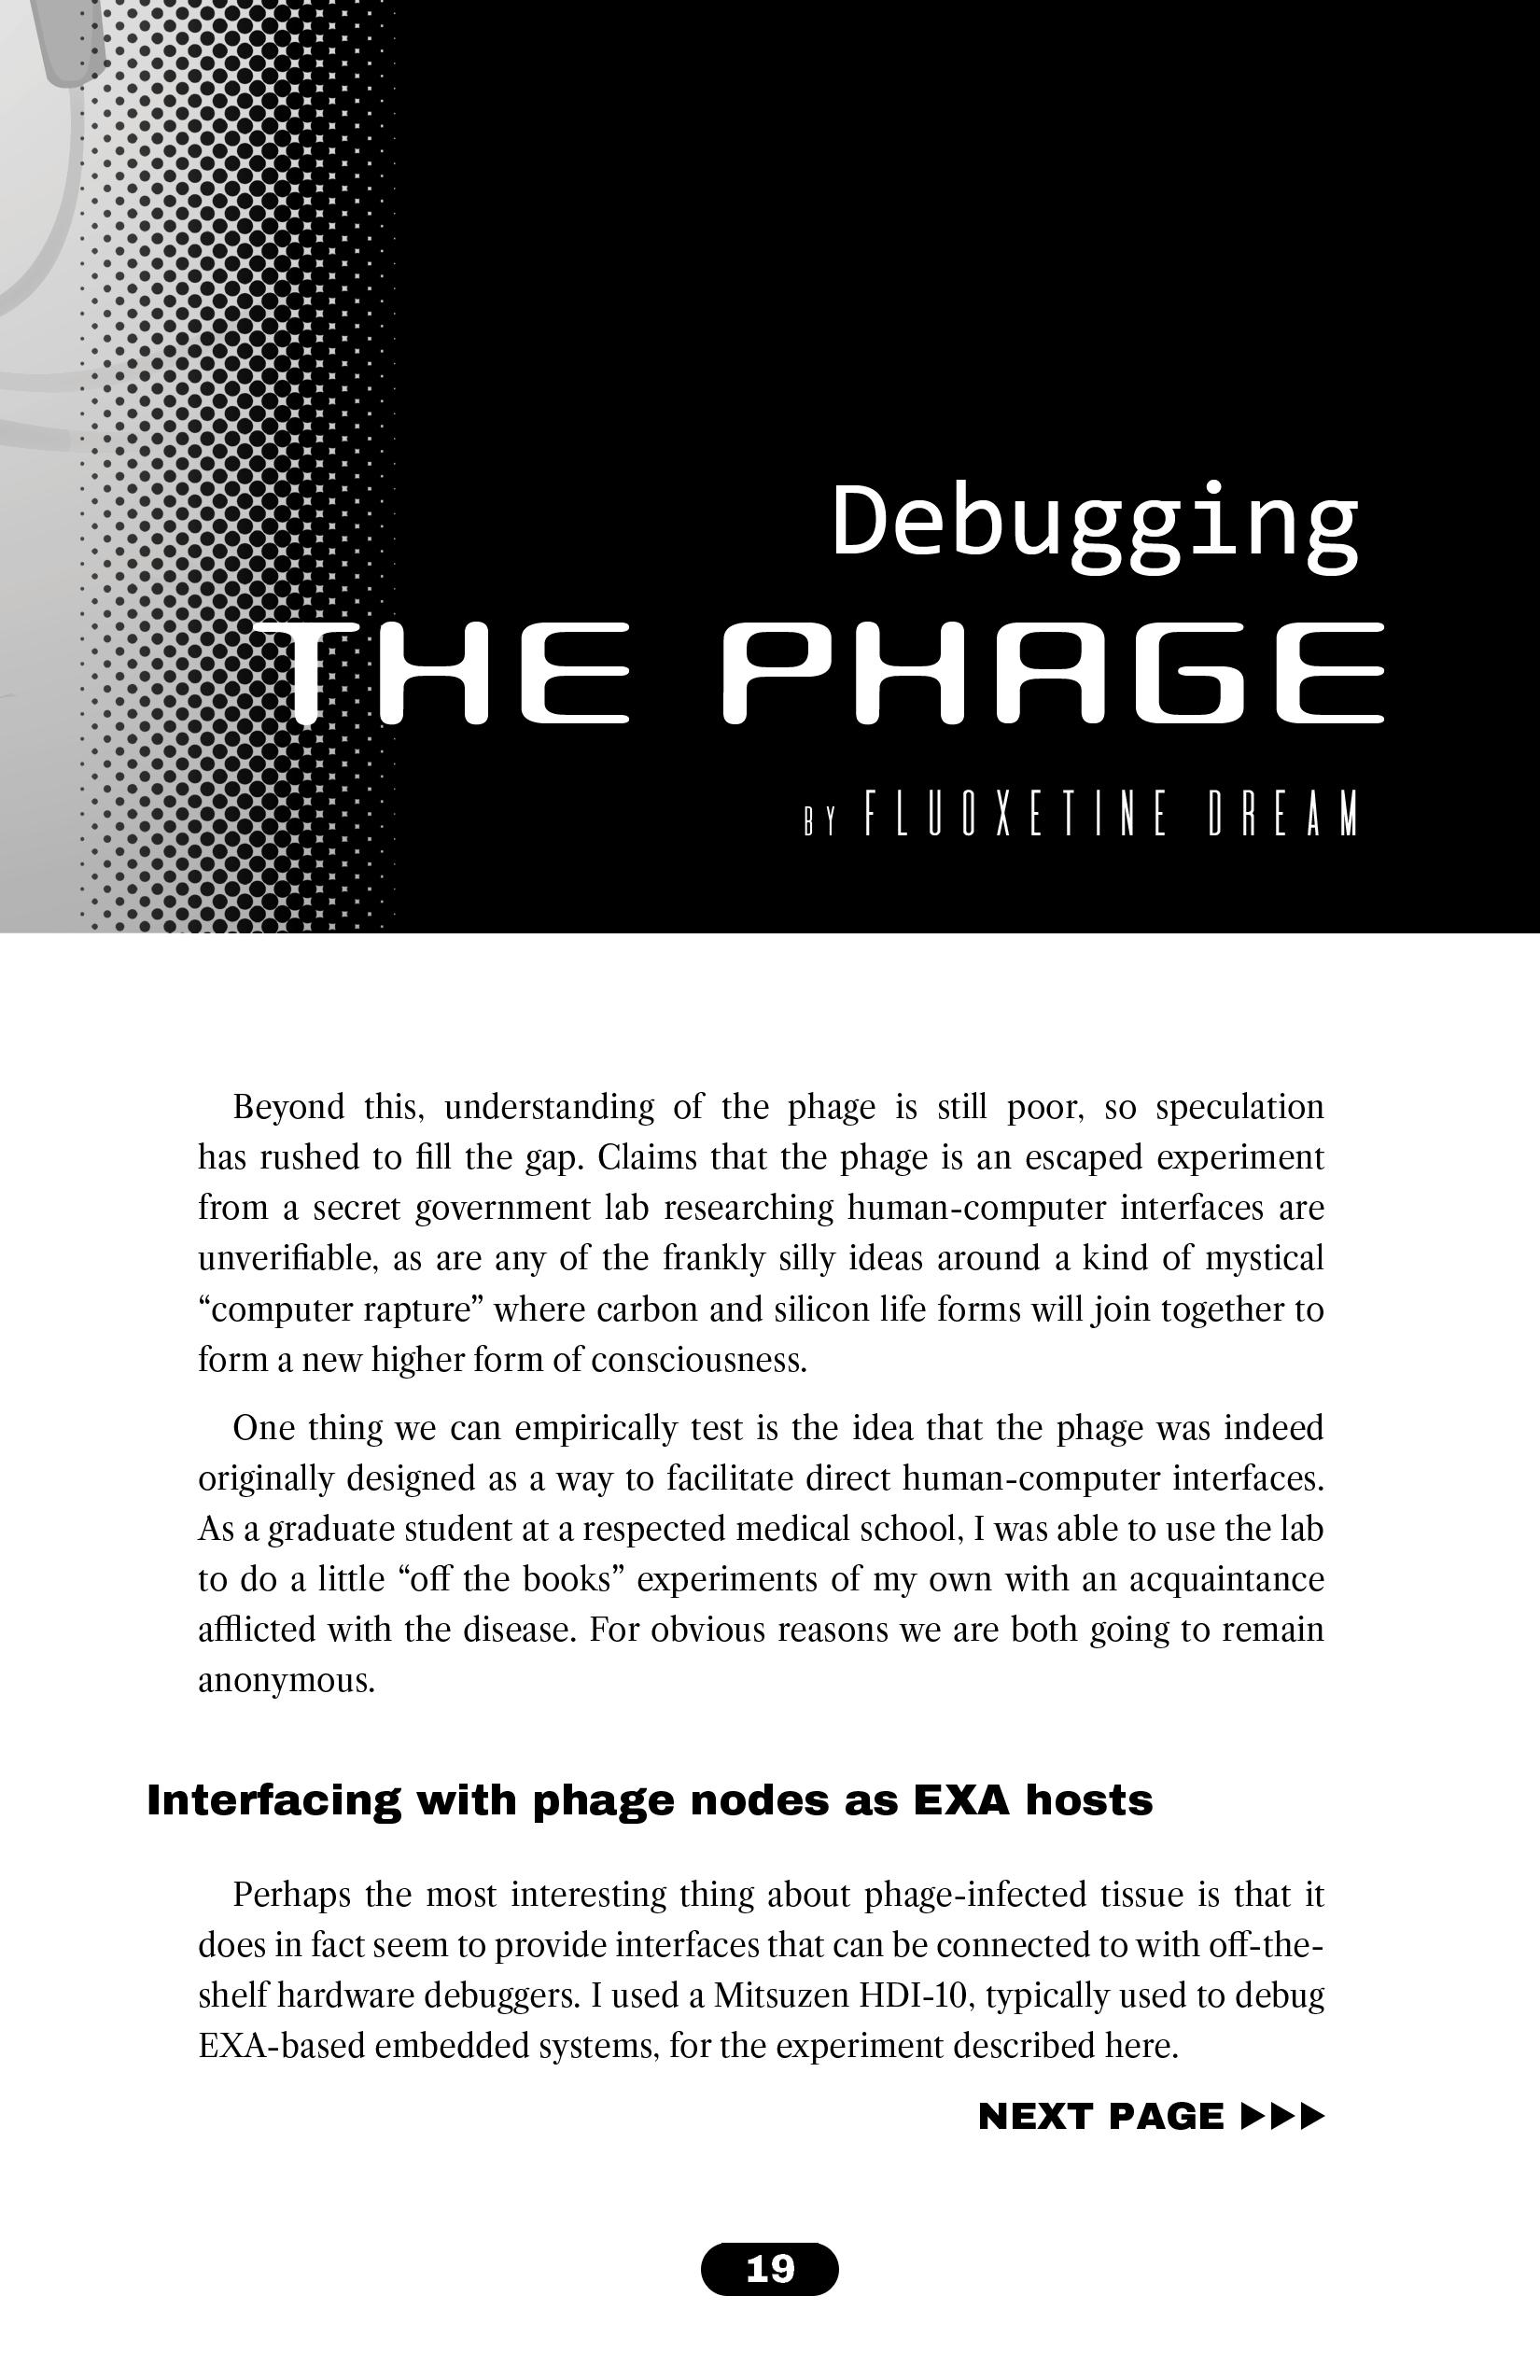 Debugging
THE PHAGE
BY FLUOXETINE DREAM
Beyond this, understanding of the phage is still poor, so speculation
has rushed to fill the gap. Claims that the phage is an escaped experiment
from a secret government lab researching human-computer interfaces are
unverifiable, as are any of the frankly silly ideas around a kind of mystical
“computer rapture” where carbon and silicon life forms will join together to
form a new higher form of consciousness.
One thing we can empirically test is the idea that the phage was indeed
originally designed as a way to facilitate direct human-computer interfaces.
As a graduate student at a respected medical school, I was able to use the lab
to do a little “off the books” experiments of my own with an acquaintance
afflicted with the disease. For obvious reasons we are both going to remain
anonymous.
Interfacing with phage nodes as EXA hosts
Perhaps the most interesting thing about phage-infected tissue is that it
does in fact seem to provide interfaces that can be connected to with off-the-
shelf hardware debuggers. I used a Mitsuzen HDI-10, typically used to debug
EXA-based embedded systems, for the experiment described here.
NEXT PAGE ▶▶▶
19